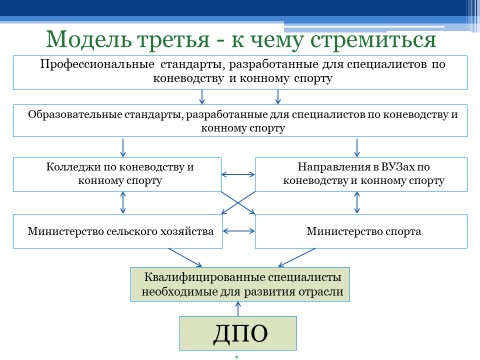 Модель третья - к чему стремиться
Профессиональные стандарты, разработанные для специалистов по
коневодству и конному спорту
Образовательные стандарты, разработанные для специалистов по коневодству и
конному спорту
Колледжи по коневодству и
конному спорту
Направления в ВУЗах по
коневодству и конному спорту
Министерство сельского хозяйства
Министерство спорта
Квалифицированные специалисты
необходимые для развития отрасли
ДПО